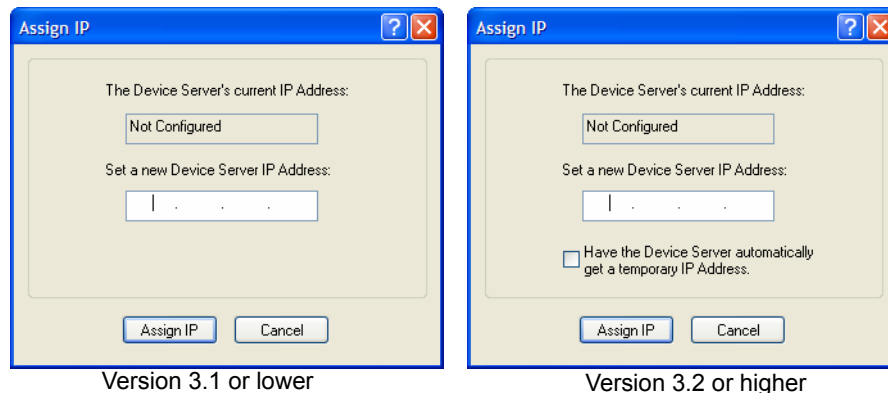 Assign IP
The Device Server's current IP Address:
Not Configured
Set a new Device Server IP Address:
. . .
Assign IP Cancel
Version 3.1 or lower
Assign IP
The Device Server's current IP Address:
Not Configured
Set a new Device Server IP Address:
. . .
Have the Device Server automatically
get a temporary IP Address.
Assign IP Cancel
Version 3.2 or higher